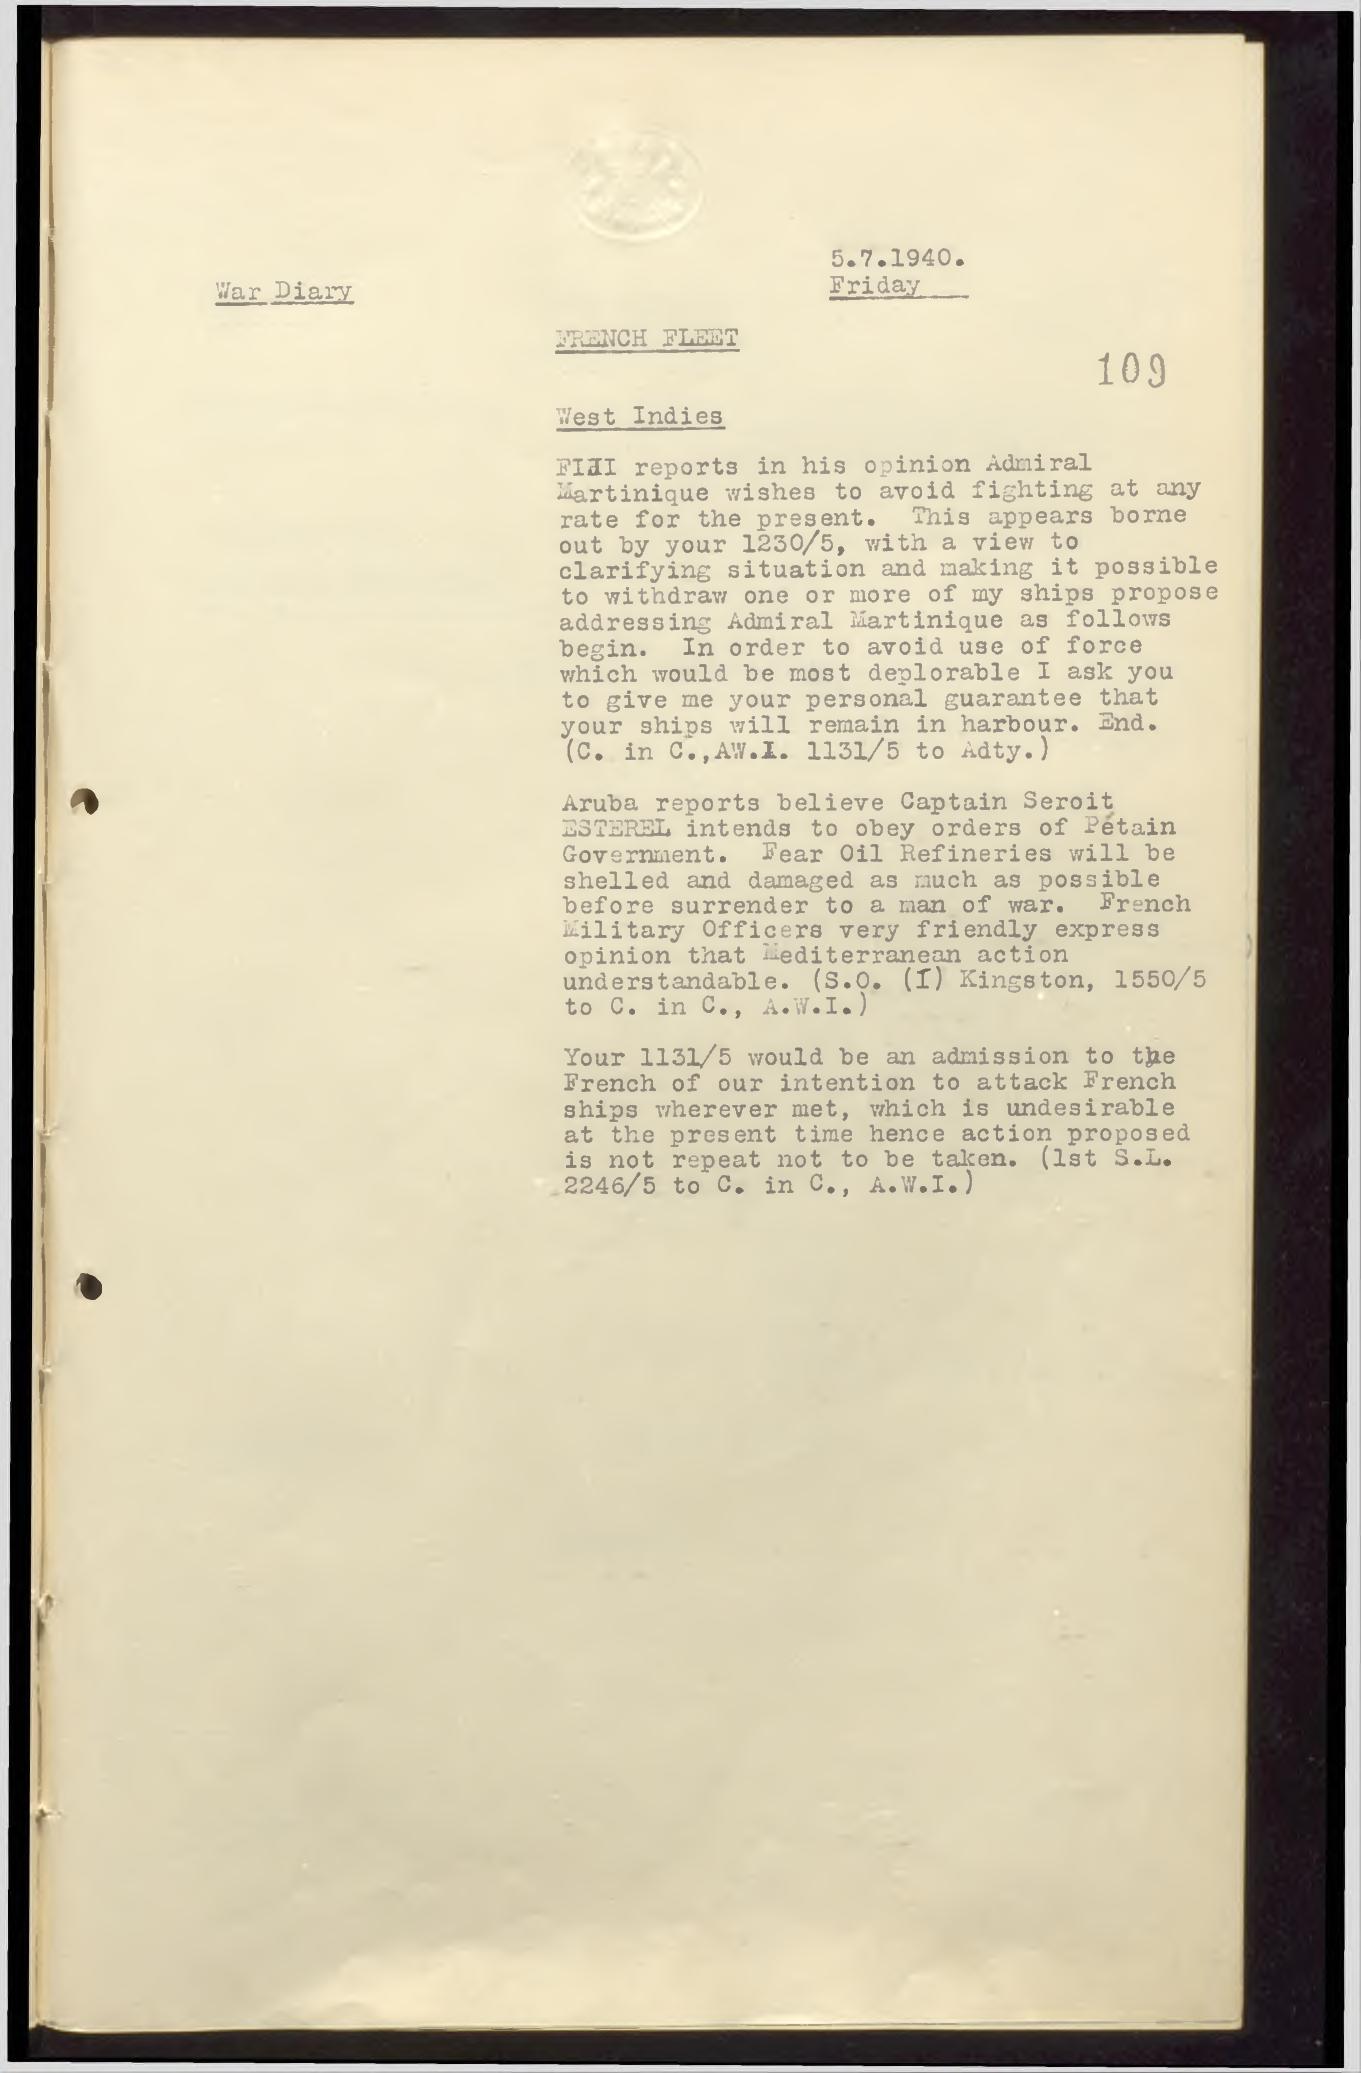 5.7.1940.
War Diary
Friday
FRENCH FLEET
109
West Indies
FIJI reports in his opinion Admiral
Martinique wishes to avoid fighting at any
rate for the present. This appears borne
out by your 1230/5, with a view to
clarifying situation and making it possible
to withdraw one or more of my ships propose
addressing Admiral Martinique as follows
begin. In order to avoid use of force
which would be most deplorable I ask you
to give me your personal guarantee that
your ships will remain in harbour. End.
(C. in C.,AW.I. 1131/5 to Adty.)
Aruba reports believe Captain Seroit
ESTEREL intends to obey orders of Pétain
Government. Fear Oil Refineries will be
shelled and damaged as much as possible
before surrender to a man of war. French
Military Officers very friendly express
opinion that Mediterranean action
understandable. (S.O. (I) Kingston, 1550/5
to C. in C., A.W.I.)
Your 1131/5 would be an admission to the
French of our intention to attack French
ships wherever met, which is undesirable
at the present time hence action proposed
is not repeat not to be taken. (1st S.L.
2246/5 to C. in C., A.W.I.)